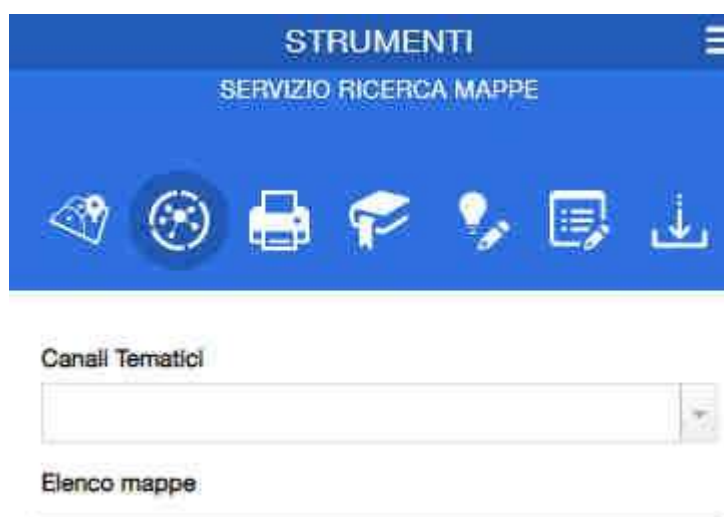 STRUMENTI
SERVIZIO RICERCA MAPPE
Canali Tematici
Elenco mappe